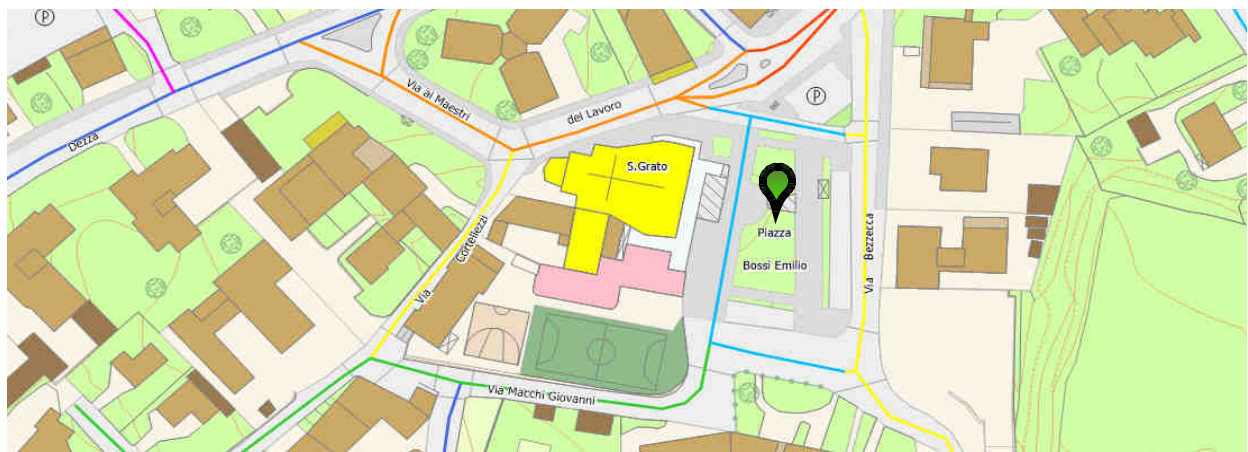 P
Via ai Maestri
del Lavoro
P
Dezza
S.Grato
Via Cortellezzi
Piazza
Bossi Emilio
Via Bezzecca
Via Macchi Giovanni